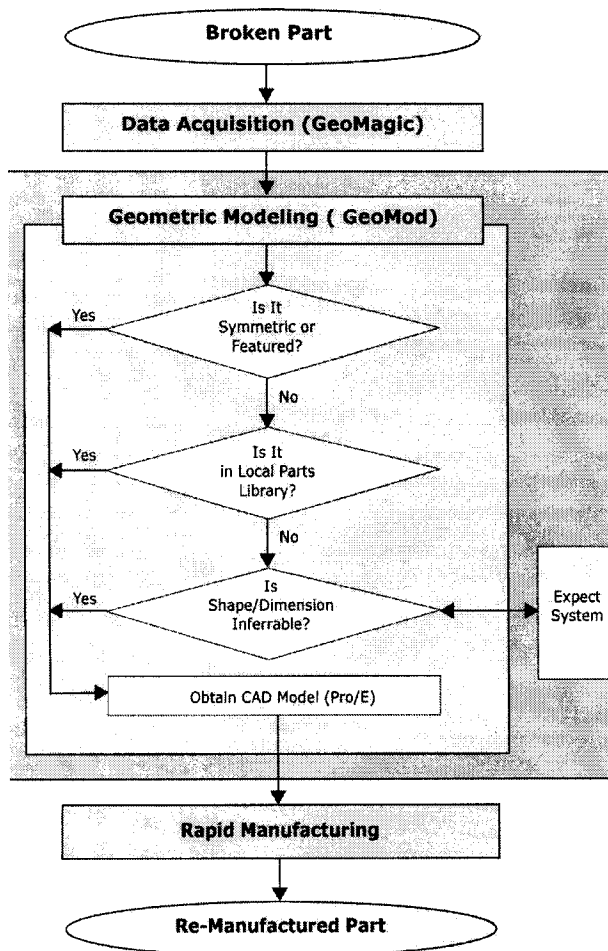 Broken Part
Data Acquisition (GeoMagic)
Geometric Modeling ( GeoMod)
Is It
Symmetric or
Featured?
Yes
No
Is It
in Local Parts
Library?
Yes
No
Is
Shape/Dimension
Inferrable?
Yes
Expect
System
Obtain CAD Model (Pro/E)
Rapid Manufacturing
Re-Manufactured Part